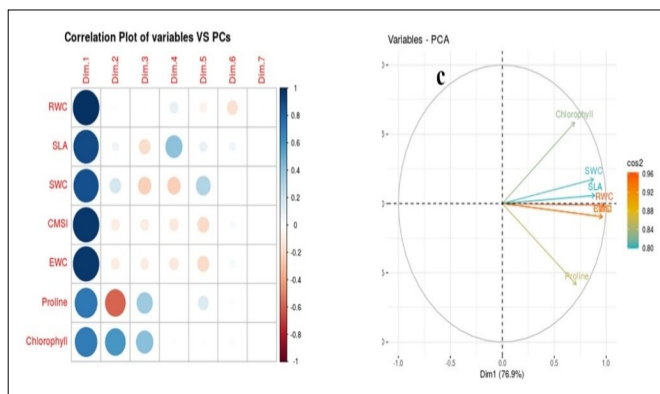 Correlation Plot of variables VS PCs
Dim.1 Dim.2 Dim.3 Dim.4 Dim.5 Dim.6 Dim.7
RWC
SLA
SWC
CMSI
EWC
Proline
Chlorophyll
1
0.8
0.6
0.4
0.2
0
-0.2
-0.4
-0.6
-0.8
-1
Variables - PCA
c
Chlorophyll
SWC
SLA
RWC
Proline
cos2
0.96
0.92
0.88
0.84
0.80
-1.0 -0.5 0.0 0.5 1.0
Dim1 (76.9%)